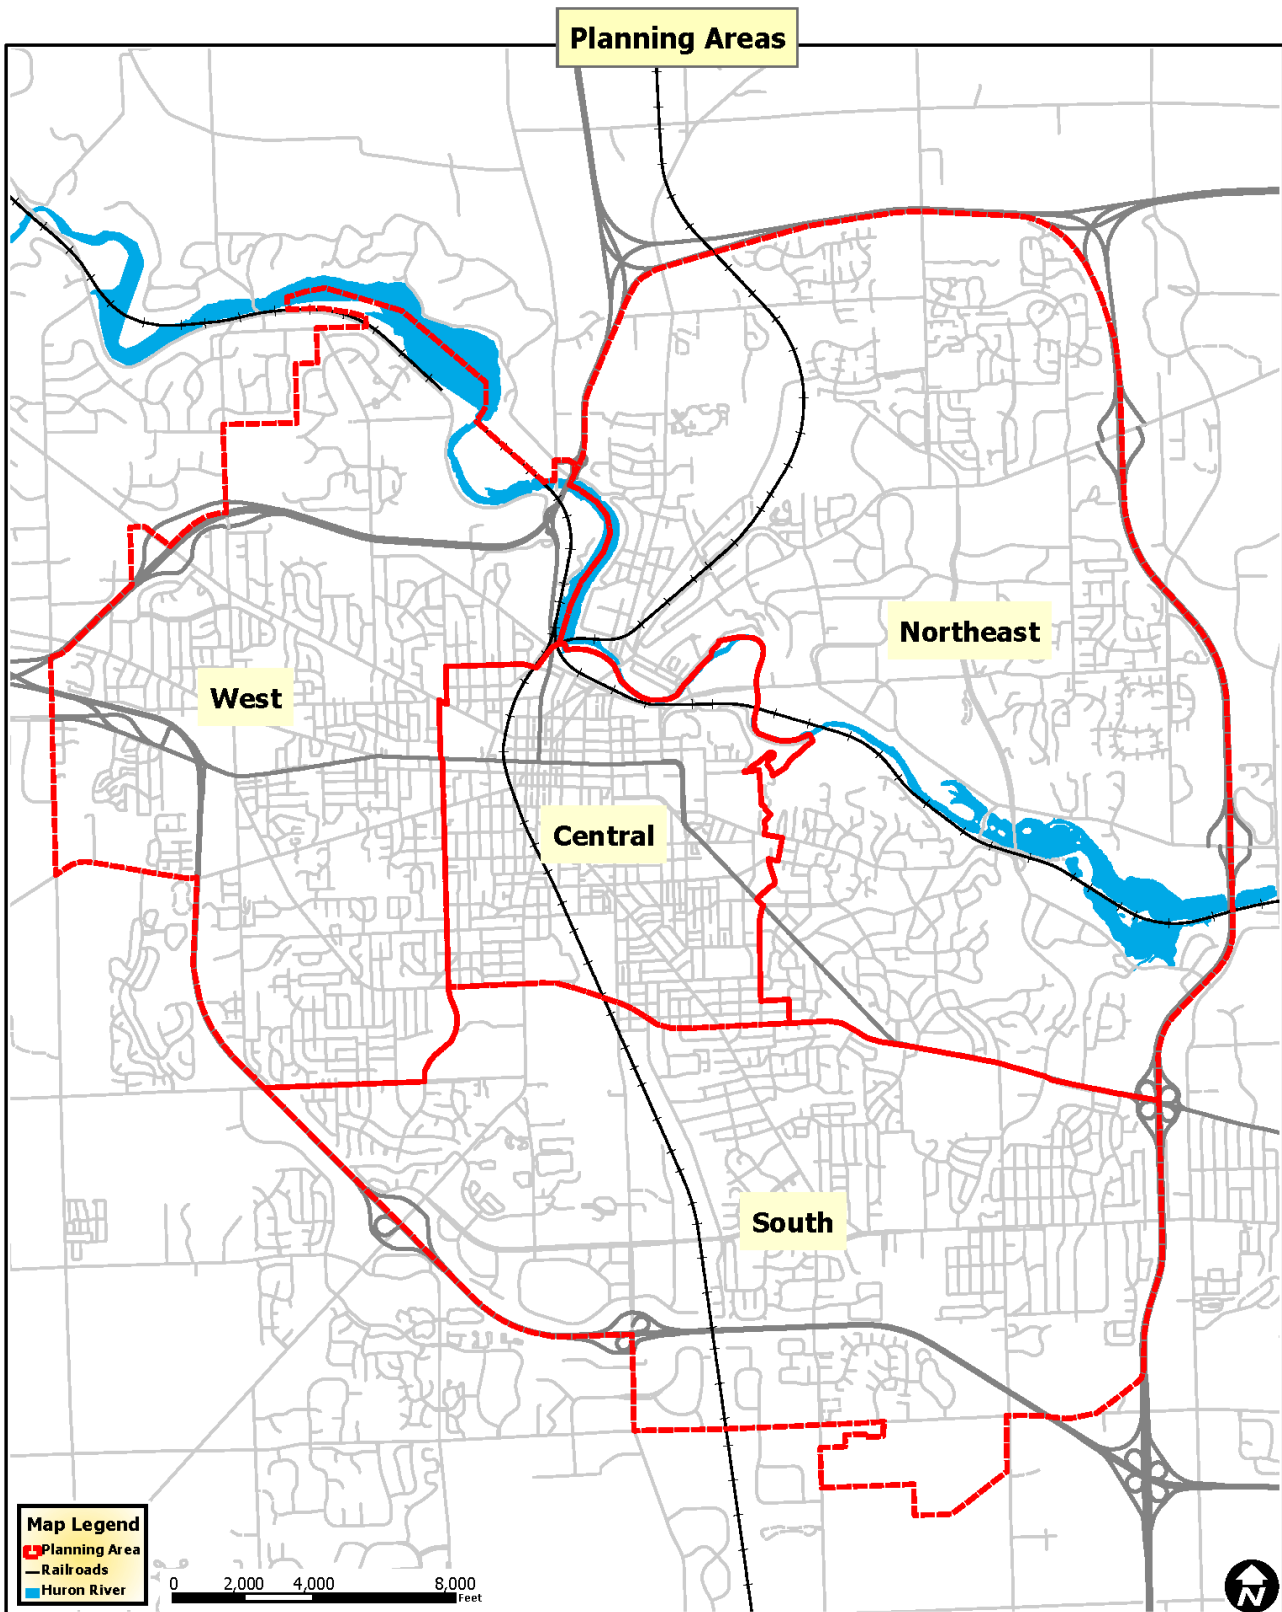 Planning Areas
Northeast
West
Central
South
Map Legend
Planning Area
Railroads
Huron River
0 2,000 4,000 8,000
Feet
N